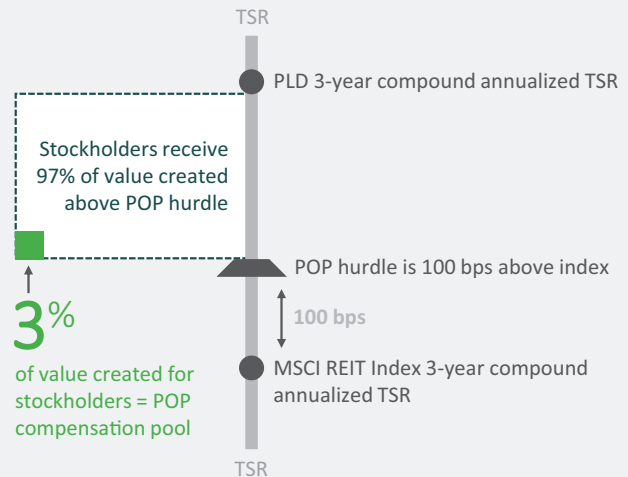 TSR
PLD 3-year compound annualized TSR
Stockholders receive
97% of value created
above POP hurdle
POP hurdle is 100 bps above index
100 bps
3%
of value created for
stockholders = POP
compensation pool
MSCI REIT Index 3-year compound
annualized TSR
TSR